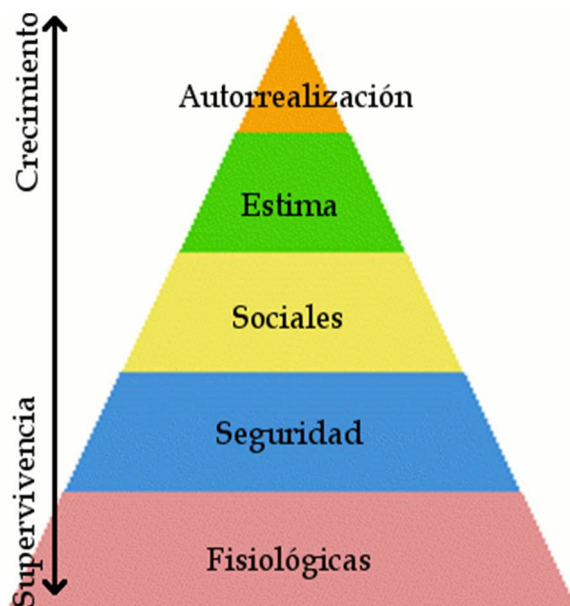 Crecimiento
Autorrealización
Estima
Sociales
Seguridad
Supervivencia
Fisiológicas